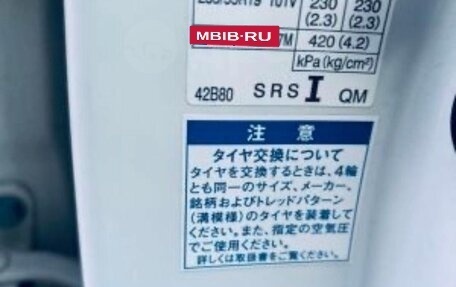 101V 230 230
(2.3) (2.3)
MBIB-RU
7M 420 (4.2)
kPa(kg/cm²)
42B80 SRS I QM
注 意
タイヤ交換について
タイヤを交換するときは、4輪
とも同一のサイズ、メーカー、
銘柄およびトレッドパターン
(溝模様)のタイヤを装着して
ください。また、指定の空気圧
でご使用ください。
詳しくは取扱書をご覧ください。